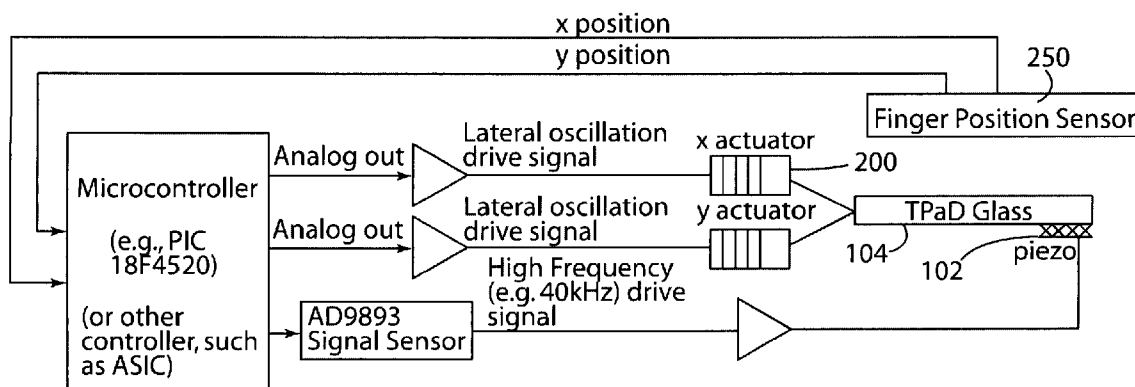 x position
y position
250
Finger Position Sensor
Microcontroller
(e.g., PIC
18F4520)
(or other
controller, such
as ASIC)
Analog out
Lateral oscillation
drive signal
x actuator
200
Analog out
Lateral oscillation
drive signal
y actuator
TPaD Glass
104
102
piezo
High Frequency
(e.g. 40kHz) drive
signal
AD9893
Signal Sensor